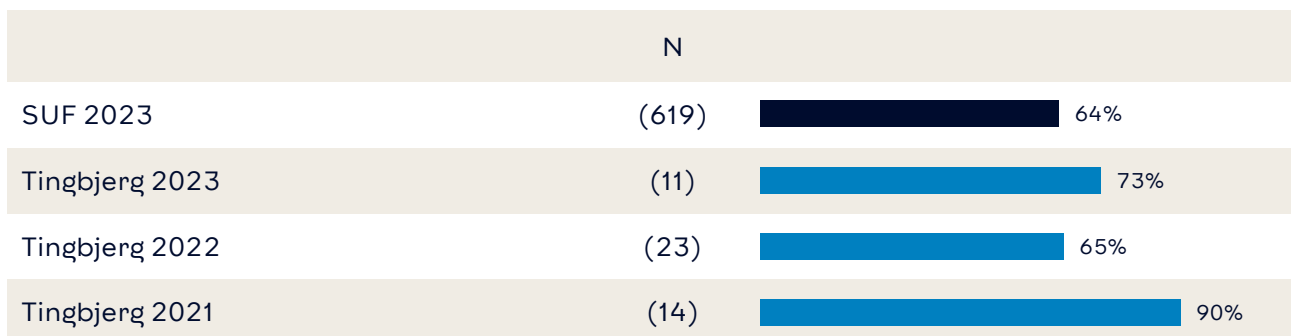 N
SUF 2023 (619) 64%
Tingbjerg 2023 (11) 73%
Tingbjerg 2022 (23) 65%
Tingbjerg 2021 (14) 90%